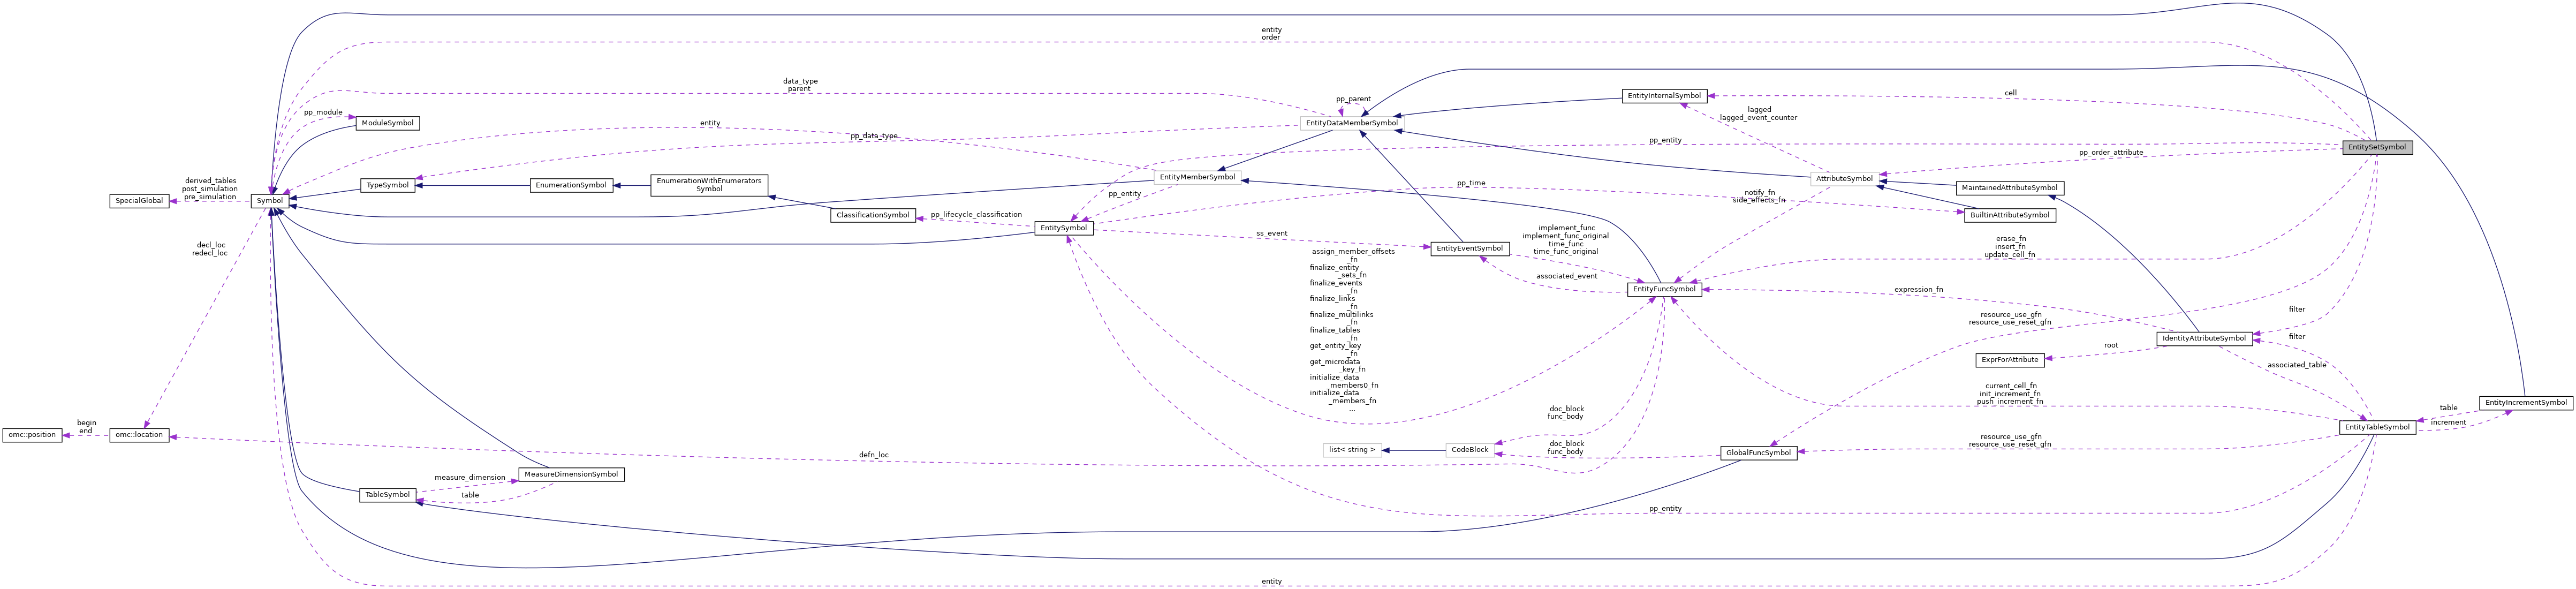 entity
order
data_type
parent
pp_parent
EntityInternalSymbol
cell
pp_module
ModuleSymbol
entity
EntityDataMemberSymbol
lagged
lagged_event_counter
pp_data_type
pp_entity
EntitySetSymbol
pp_order_attribute
derived_tables
post_simulation
pre_simulation
SpecialGlobal
Symbol
TypeSymbol
EnumerationSymbol
EnumerationWithEnumerators
Symbol
EntityMemberSymbol
pp_entity
pp_time
AttributeSymbol
MaintainedAttributeSymbol
notify_fn
side_effects_fn
ClassificationSymbol
pp_lifecycle_classification
EntitySymbol
BuiltinAttributeSymbol
ss_event
EntityEventSymbol
implement_func
implement_func_original
time_func
time_func_original
erase_fn
insert_fn
update_cell_fn
decl_loc
redecl_loc
assign_member_offsets
_fn
finalize_entity
_sets_fn
finalize_events
_fn
finalize_links
_fn
finalize_multilinks
_fn
finalize_tables
_fn
get_entity_key
_fn
get_microdata
_key_fn
initialize_data
_members0_fn
initialize_data
_members_fn
...
associated_event
EntityFuncSymbol
expression_fn
resource_use_gfn
resource_use_reset_gfn
filter
filter
IdentityAttributeSymbol
root
ExprForAttribute
associated_table
current_cell_fn
init_increment_fn
push_increment_fn
EntityIncrementSymbol
table
increment
EntityTableSymbol
doc_block
func_body
begin
end
omc::position
omc::location
defn_loc
list< string >
CodeBlock
doc_block
func_body
GlobalFuncSymbol
resource_use_gfn
resource_use_reset_gfn
MeasureDimensionSymbol
measure_dimension
table
TableSymbol
pp_entity
entity